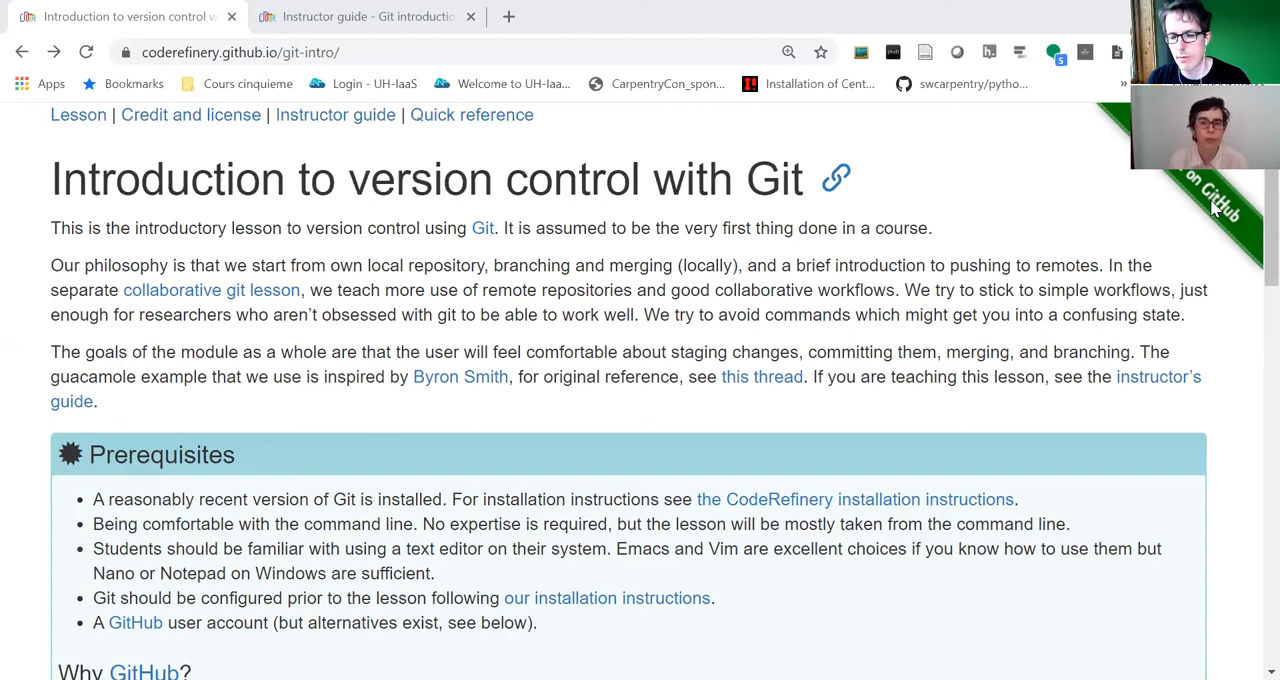 Introduction to version control w
Instructor guide - Git introductio
coderefinery.github.io/git-intro/
5
Apps
Bookmarks
Cours cinquieme
Login - UH-IaaS
Welcome to UH-Iaa...
CarpentryCon_spon...
Installation of Cent...
swcarpentry/pytho...
»
Lesson | Credit and license | Instructor guide | Quick reference
on GitHub
Introduction to version control with Git
This is the introductory lesson to version control using Git. It is assumed to be the very first thing done in a course.
Our philosophy is that we start from own local repository, branching and merging (locally), and a brief introduction to pushing to remotes. In the
separate collaborative git lesson, we teach more use of remote repositories and good collaborative workflows. We try to stick to simple workflows, just
enough for researchers who aren't obsessed with git to be able to work well. We try to avoid commands which might get you into a confusing state.
The goals of the module as a whole are that the user will feel comfortable about staging changes, committing them, merging, and branching. The
guacamole example that we use is inspired by Byron Smith, for original reference, see this thread. If you are teaching this lesson, see the instructor's
guide.
Prerequisites
• A reasonably recent version of Git is installed. For installation instructions see the CodeRefinery installation instructions.
• Being comfortable with the command line. No expertise is required, but the lesson will be mostly taken from the command line.
• Students should be familiar with using a text editor on their system. Emacs and Vim are excellent choices if you know how to use them but
Nano or Notepad on Windows are sufficient.
• Git should be configured prior to the lesson following our installation instructions.
• A GitHub user account (but alternatives exist, see below).
Why GitHub?